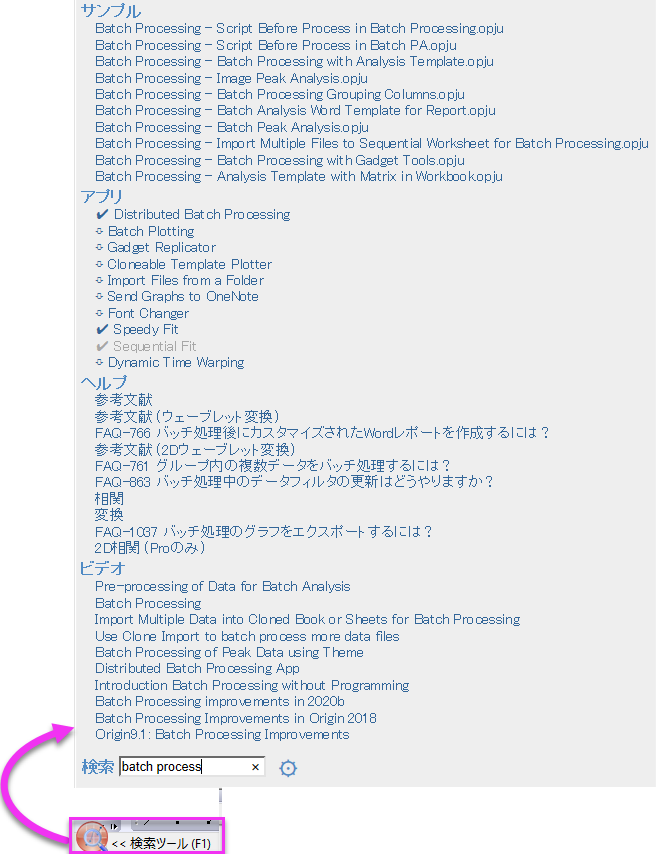 サンプル
Batch Processing - Script Before Process in Batch Processing.opju
Batch Processing - Script Before Process in Batch PA.opju
Batch Processing - Batch Processing with Analysis Template.opju
Batch Processing - Image Peak Analysis.opju
Batch Processing - Batch Processing Grouping Columns.opju
Batch Processing - Batch Analysis Word Template for Report.opju
Batch Processing - Batch Peak Analysis.opju
Batch Processing - Import Multiple Files to Sequential Worksheet for Batch Processing.opju
Batch Processing - Batch Processing with Gadget Tools.opju
Batch Processing - Analysis Template with Matrix in Workbook.opju
アプリ
Distributed Batch Processing
Batch Plotting
Gadget Replicator
Cloneable Template Plotter
Import Files from a Folder
Send Graphs to OneNote
Font Changer
Speedy Fit
Sequential Fit
Dynamic Time Warping
ヘルプ
参考文献
参考文献(ウェーブレット変換)
FAQ-766 バッチ処理後にカスタマイズされたWordレポートを作成するには?
参考文献(2Dウェーブレット変換)
FAQ-761 グループ内の複数データをバッチ処理するには?
FAQ-863 バッチ処理中のデータフィルタの更新はどうやりますか?
相関
変換
FAQ-1037 バッチ処理のグラフをエクスポートするには?
2D相関(Proのみ)
ビデオ
Pre-processing of Data for Batch Analysis
Batch Processing
Import Multiple Data into Cloned Book or Sheets for Batch Processing
Use Clone Import to batch process more data files
Batch Processing of Peak Data using Theme
Distributed Batch Processing App
Introduction Batch Processing without Programming
Batch Processing improvements in 2020b
Batch Processing Improvements in Origin 2018
Origin9.1: Batch Processing Improvements
検索 batch process ×
<< 検索ツール (F1)